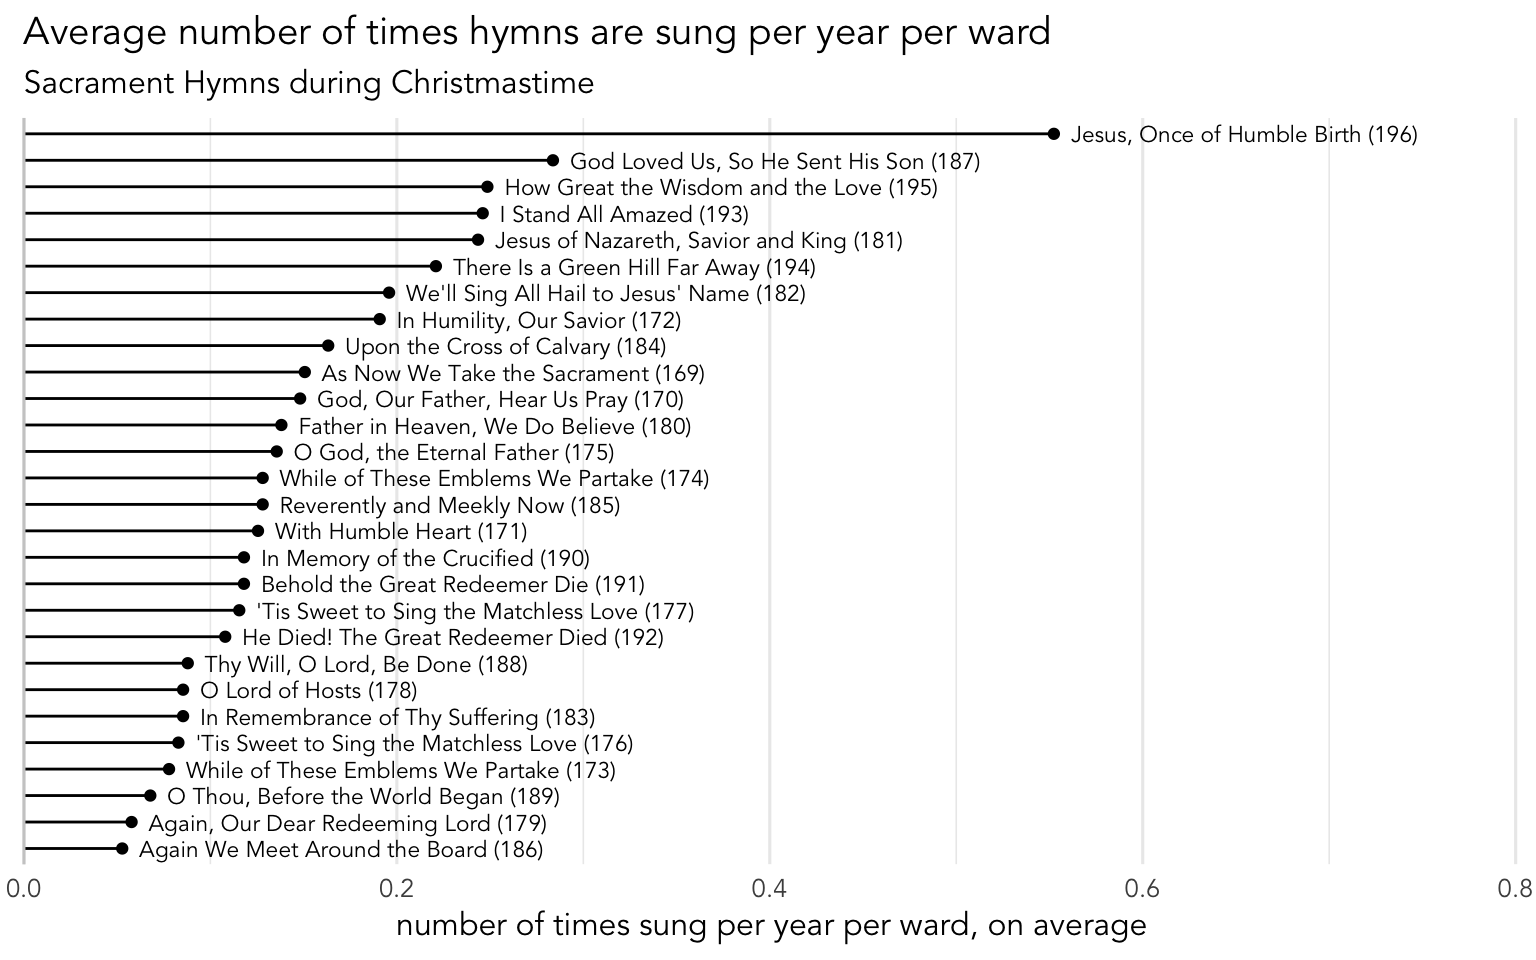 Average number of times hymns are sung per year per ward
Sacrament Hymns during Christmastime
Jesus, Once of Humble Birth (196)
God Loved Us, So He Sent His Son (187)
How Great the Wisdom and the Love (195)
I Stand All Amazed (193)
Jesus of Nazareth, Savior and King (181)
There Is a Green Hill Far Away (194)
We'll Sing All Hail to Jesus' Name (182)
In Humility, Our Savior (172)
Upon the Cross of Calvary (184)
As Now We Take the Sacrament (169)
God, Our Father, Hear Us Pray (170)
Father in Heaven, We Do Believe (180)
O God, the Eternal Father (175)
While of These Emblems We Partake (174)
Reverently and Meekly Now (185)
With Humble Heart (171)
In Memory of the Crucified (190)
Behold the Great Redeemer Die (191)
'Tis Sweet to Sing the Matchless Love (177)
He Died! The Great Redeemer Died (192)
Thy Will, O Lord, Be Done (188)
O Lord of Hosts (178)
In Remembrance of Thy Suffering (183)
'Tis Sweet to Sing the Matchless Love (176)
While of These Emblems We Partake (173)
O Thou, Before the World Began (189)
Again, Our Dear Redeeming Lord (179)
Again We Meet Around the Board (186)
0.0 0.2 0.4 0.6 0.8
number of times sung per year per ward, on average